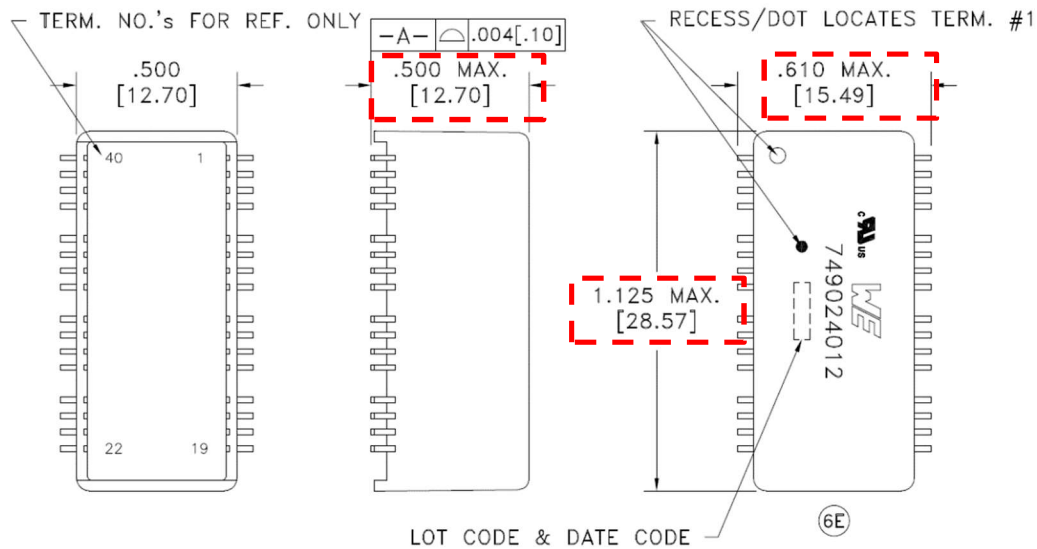 TERM. NO.'s FOR REF. ONLY
-A- .004[.10]
RECESS/DOT LOCATES TERM. #1
.500
[12.70]
.500 MAX.
[12.70]
.610 MAX.
[15.49]
40 1
22 19
1.125 MAX.
[28.57]
c UR US
WE
749024012
6E
LOT CODE & DATE CODE